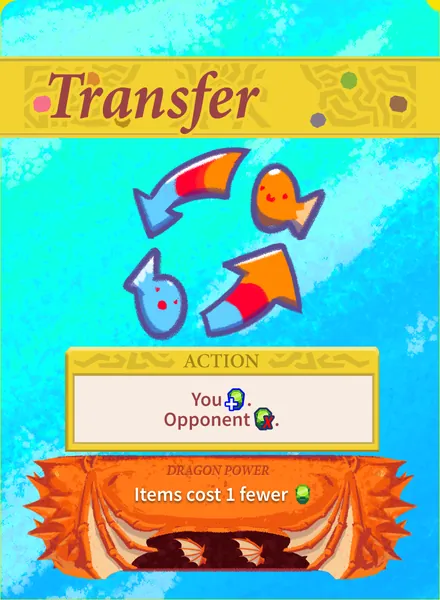 Transfer
ACTION
You.
Opponent.
DRAGON POWER
Items cost 1 fewer